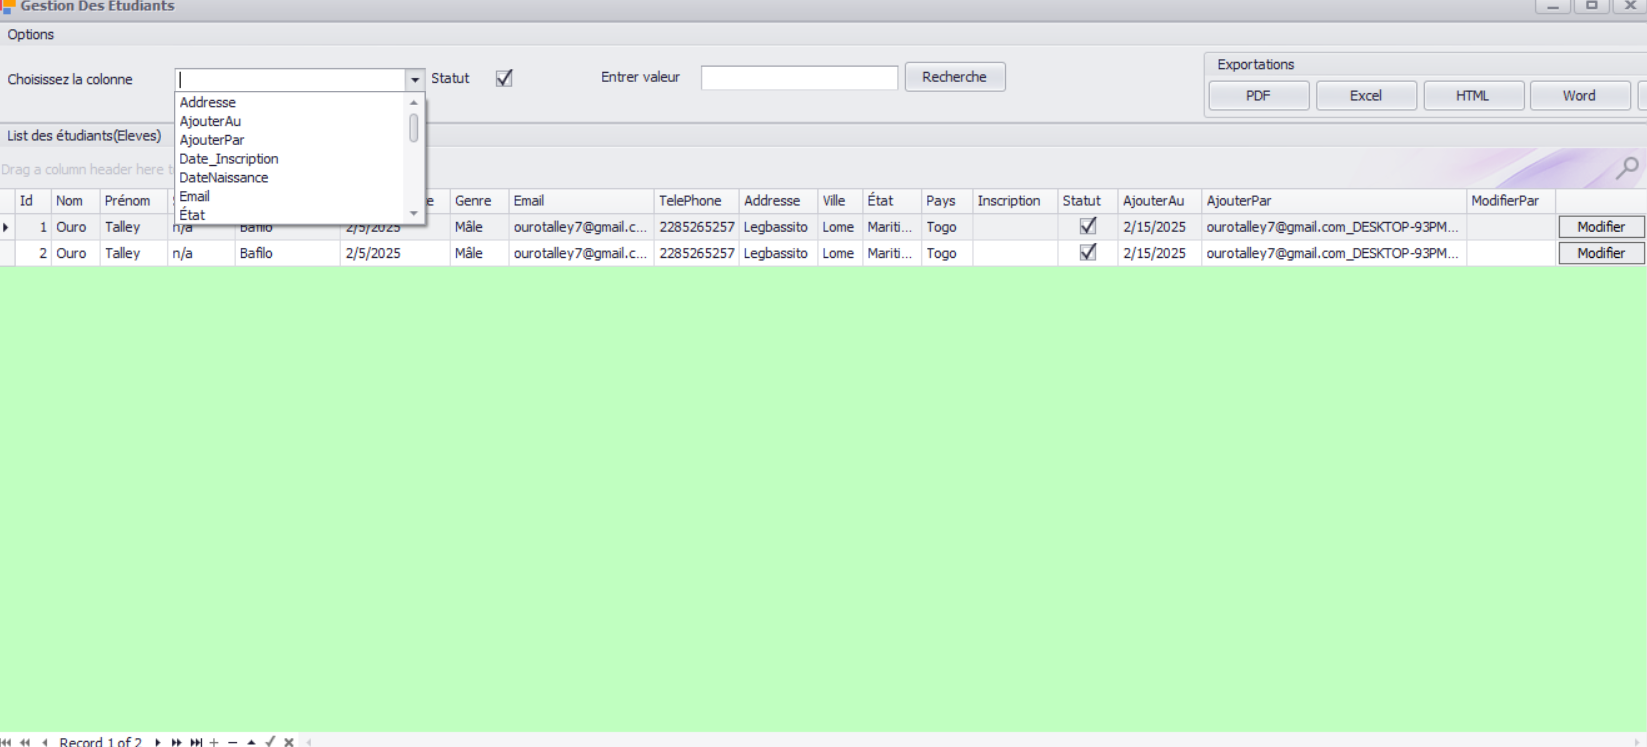 Gestion Des Etudiants
Options
Choisissez la colonne Statut Entrer valeur Recherche
Exportations
PDF Excel HTML Word
Addresse
AjouterAu
AjouterPar
Date_Inscription
DateNaissance
Email
État
List des étudiants(Eleves)
Drag a column header here
Id Nom Prénom Genre Email TelePhone Addresse Ville État Pays Inscription Statut AjouterAu AjouterPar ModifierPar
1 Ouro Talley n/a Bafilo 2/5/2025 Mâle ourotalley7@gmail.c... 2285265257 Legbassito Lome Mariti... Togo 2/15/2025 ourotalley7@gmail.com_DESKTOP-93PM... Modifier
2 Ouro Talley n/a Bafilo 2/5/2025 Mâle ourotalley7@gmail.c... 2285265257 Legbassito Lome Mariti... Togo 2/15/2025 ourotalley7@gmail.com_DESKTOP-93PM... Modifier
Record 1 of 2